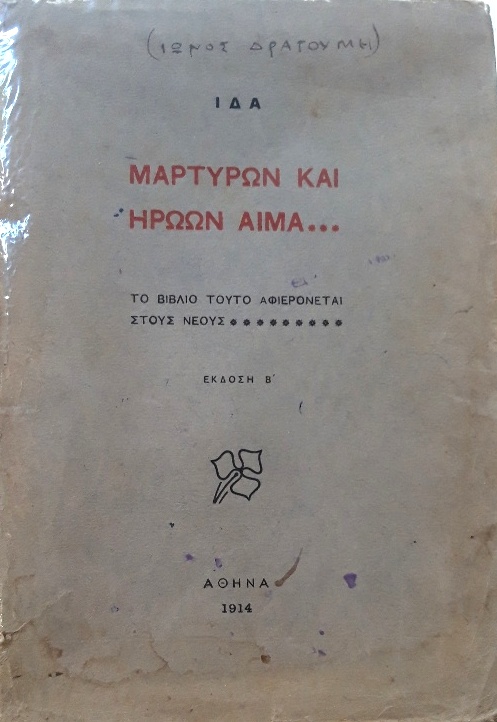 (ΙΩΝΟΣ ΔΡΑΓΟΥΜΗ)
ΙΔΑ
ΜΑΡΤΥΡΩΝ ΚΑΙ
ΗΡΩΩΝ ΑΙΜΑ...
ΤΟ ΒΙΒΛΙΟ ΤΟΥΤΟ ΑΦΙΕΡΟΝΕΤΑΙ
ΣΤΟΥΣ ΝΕΟΥΣ
ΕΚΔΟΣΗ Β΄
ΑΘΗΝΑ
1914